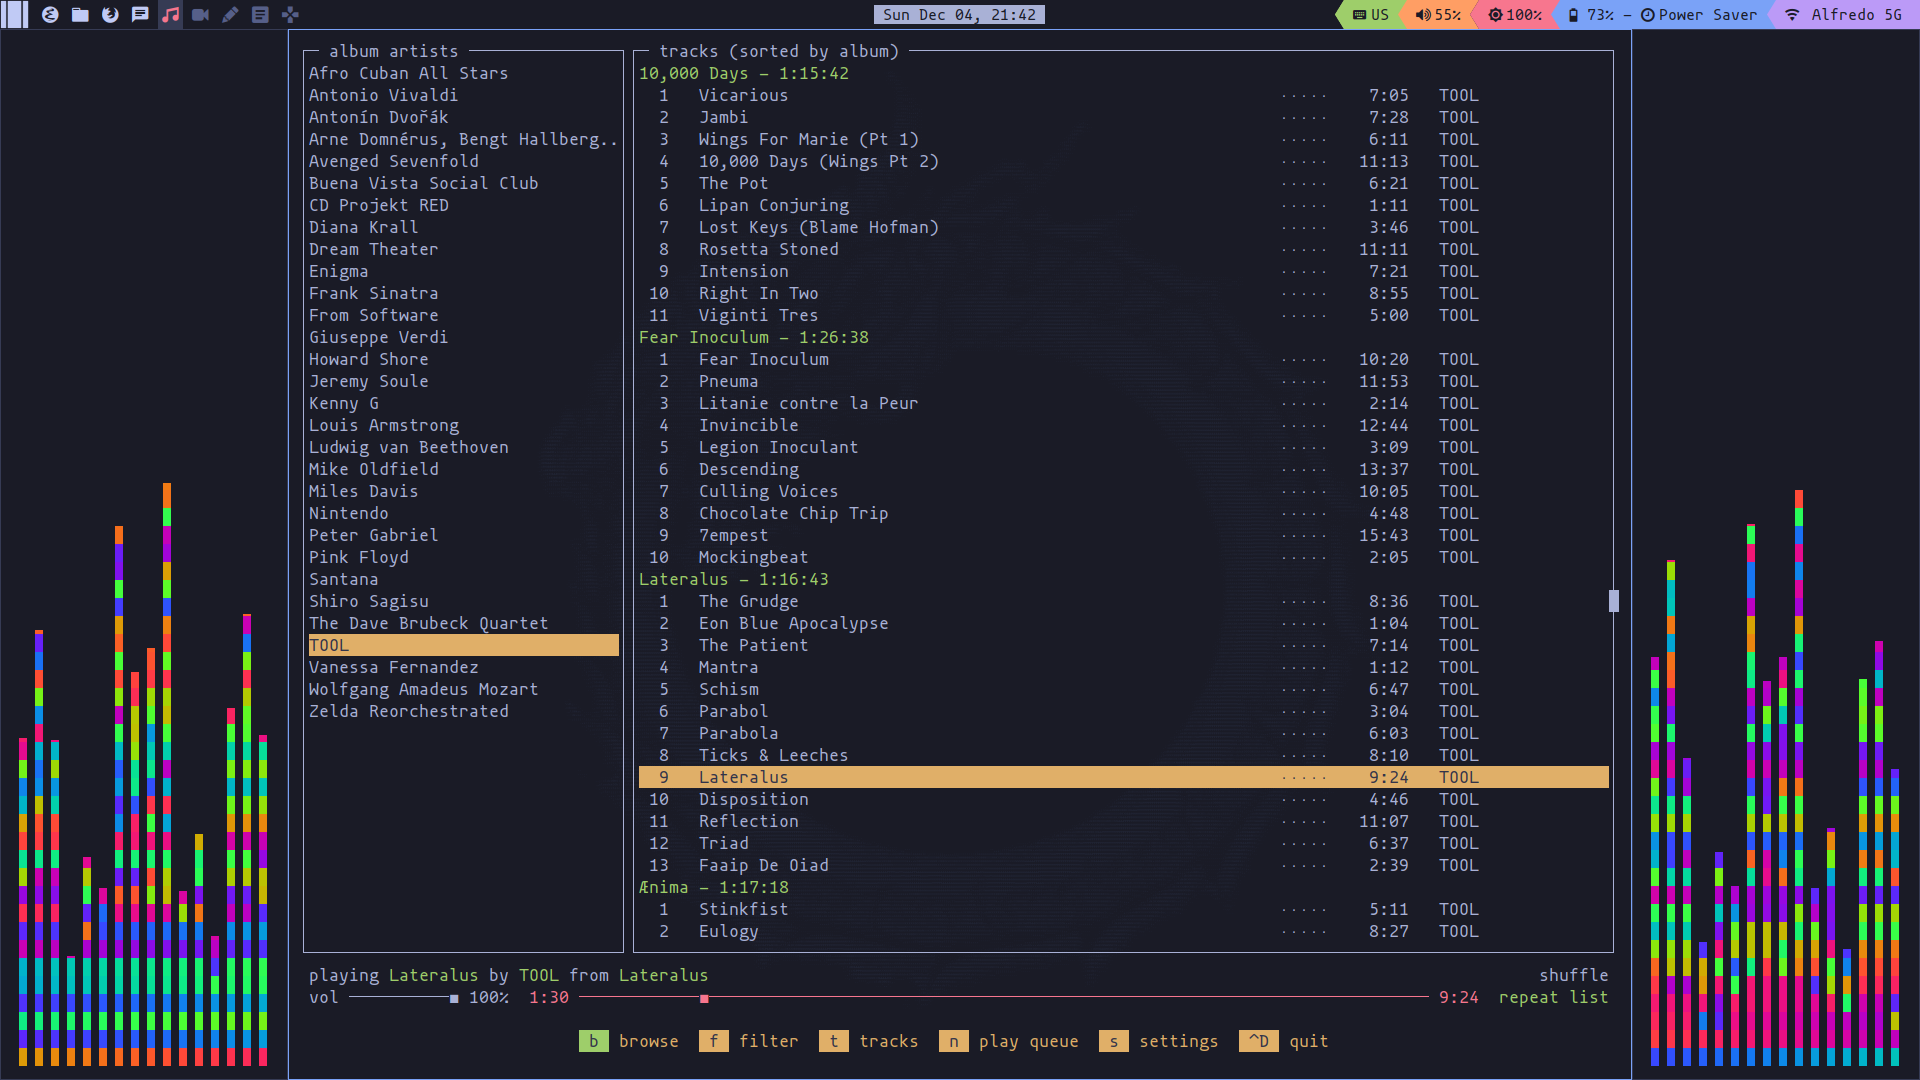 Sun Dec 04, 21:42
US 55% 100% 73% – Power Saver Alfredo 5G
album artists
Afro Cuban All Stars
Antonio Vivaldi
Antonín Dvořák
Arne Domnérus, Bengt Hallberg..
Avenged Sevenfold
Buena Vista Social Club
CD Projekt RED
Diana Krall
Dream Theater
Enigma
Frank Sinatra
From Software
Giuseppe Verdi
Howard Shore
Jeremy Soule
Kenny G
Louis Armstrong
Ludwig van Beethoven
Mike Oldfield
Miles Davis
Nintendo
Peter Gabriel
Pink Floyd
Santana
Shiro Sagisu
The Dave Brubeck Quartet
TOOL
Vanessa Fernandez
Wolfgang Amadeus Mozart
Zelda Reorchestrated
tracks (sorted by album)
10,000 Days – 1:15:42
1 Vicarious ····· 7:05 TOOL
2 Jambi ····· 7:28 TOOL
3 Wings For Marie (Pt 1) ····· 6:11 TOOL
4 10,000 Days (Wings Pt 2) ····· 11:13 TOOL
5 The Pot ····· 6:21 TOOL
6 Lipan Conjuring ····· 1:11 TOOL
7 Lost Keys (Blame Hofman) ····· 3:46 TOOL
8 Rosetta Stoned ····· 11:11 TOOL
9 Intension ····· 7:21 TOOL
10 Right In Two ····· 8:55 TOOL
11 Viginti Tres ····· 5:00 TOOL
Fear Inoculum – 1:26:38
1 Fear Inoculum ····· 10:20 TOOL
2 Pneuma ····· 11:53 TOOL
3 Litanie contre la Peur ····· 2:14 TOOL
4 Invincible ····· 12:44 TOOL
5 Legion Inoculant ····· 3:09 TOOL
6 Descending ····· 13:37 TOOL
7 Culling Voices ····· 10:05 TOOL
8 Chocolate Chip Trip ····· 4:48 TOOL
9 7empest ····· 15:43 TOOL
10 Mockingbeat ····· 2:05 TOOL
Lateralus – 1:16:43
1 The Grudge ····· 8:36 TOOL
2 Eon Blue Apocalypse ····· 1:04 TOOL
3 The Patient ····· 7:14 TOOL
4 Mantra ····· 1:12 TOOL
5 Schism ····· 6:47 TOOL
6 Parabol ····· 3:04 TOOL
7 Parabola ····· 6:03 TOOL
8 Ticks & Leeches ····· 8:10 TOOL
9 Lateralus ····· 9:24 TOOL
10 Disposition ····· 4:46 TOOL
11 Reflection ····· 11:07 TOOL
12 Triad ····· 6:37 TOOL
13 Faaip De Oiad ····· 2:39 TOOL
Ænima – 1:17:18
1 Stinkfist ····· 5:11 TOOL
2 Eulogy ····· 8:27 TOOL
playing Lateralus by TOOL from Lateralus shuffle
vol 100% 1:30 9:24 repeat list
b browse f filter t tracks n play queue s settings ^D quit